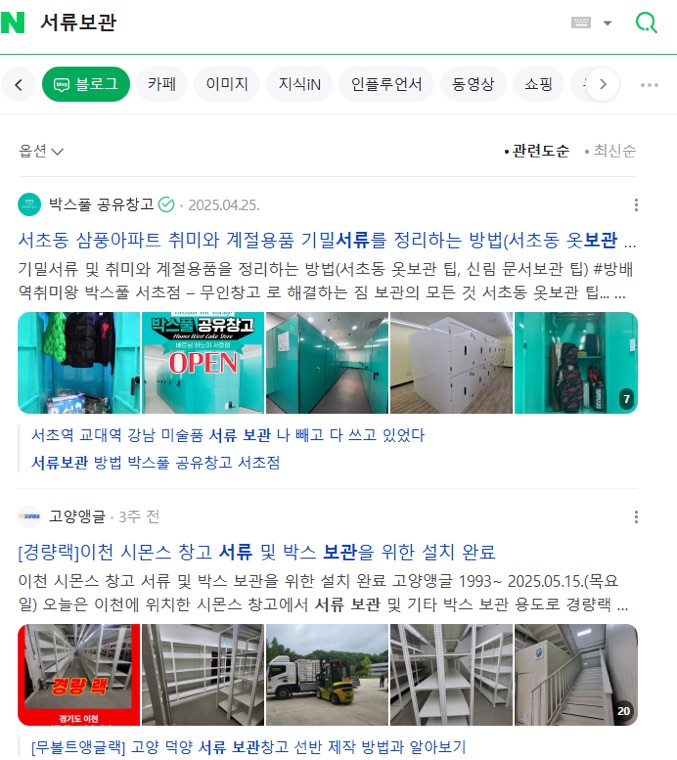 N 서류보관
블로그 카페 이미지 지식iN 인플루언서 동영상 쇼핑
옵션 • 관련도순 • 최신순
박스풀 공유창고 · 2025.04.25.
서초동 삼풍아파트 취미와 계절용품 기밀서류를 정리하는 방법(서초동 옷보관 ...
기밀서류 및 취미와 계절용품을 정리하는 방법(서초동 옷보관 팁, 신림 문서보관 팁) #방배
역취미왕 박스풀 서초점 – 무인창고 로 해결하는 짐 보관의 모든 것 서초동 옷보관 팁... ...
박스풀 공유창고
Hanoi West Lake Store
베트남 하노이 서호점
OPEN
7
서초역 교대역 강남 미술품 서류 보관 나 빼고 다 쓰고 있었다
서류보관 방법 박스풀 공유창고 서초점
고양앵글 · 3주 전
[경량랙]이천 시몬스 창고 서류 및 박스 보관을 위한 설치 완료
이천 시몬스 창고 서류 및 박스 보관을 위한 설치 완료 고양앵글 1993~ 2025.05.15.(목요
일) 오늘은 이천에 위치한 시몬스 창고에서 서류 보관 및 기타 박스 보관 용도로 경량랙 ...
경량 랙
경기도 이천
20
[무볼트앵글랙] 고양 덕양 서류 보관창고 선반 제작 방법과 알아보기